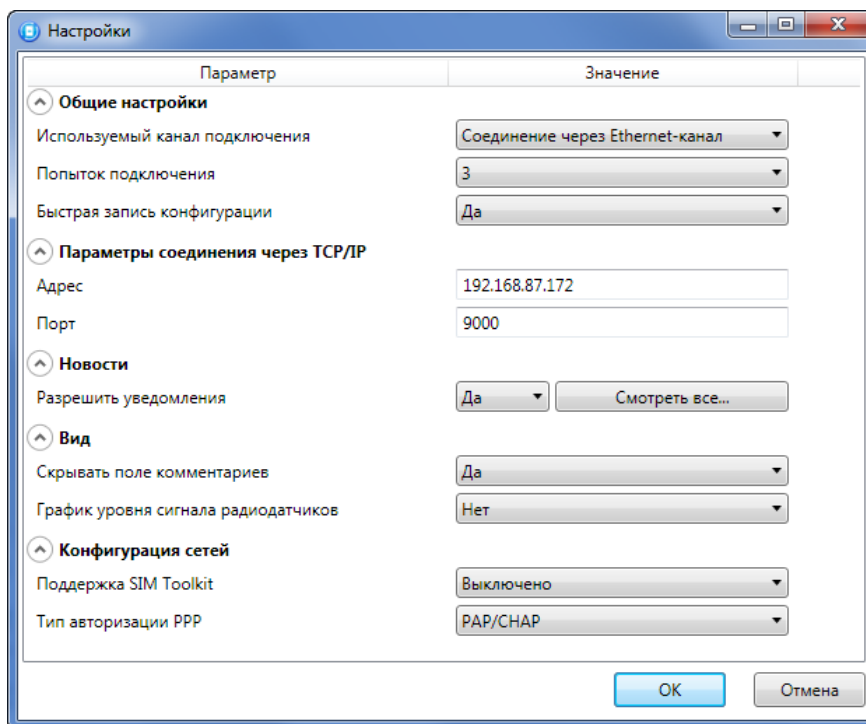 Настройки
Параметр Значение
Общие настройки
Используемый канал подключения Соединение через Ethernet-канал
Попыток подключения 3
Быстрая запись конфигурации Да
Параметры соединения через TCP/IP
Адрес 192.168.87.172
Порт 9000
Новости
Разрешить уведомления Да Смотреть все...
Вид
Скрывать поле комментариев Да
График уровня сигнала радиодатчиков Нет
Конфигурация сетей
Поддержка SIM Toolkit Выключено
Тип авторизации PPP PAP/CHAP
OK Отмена